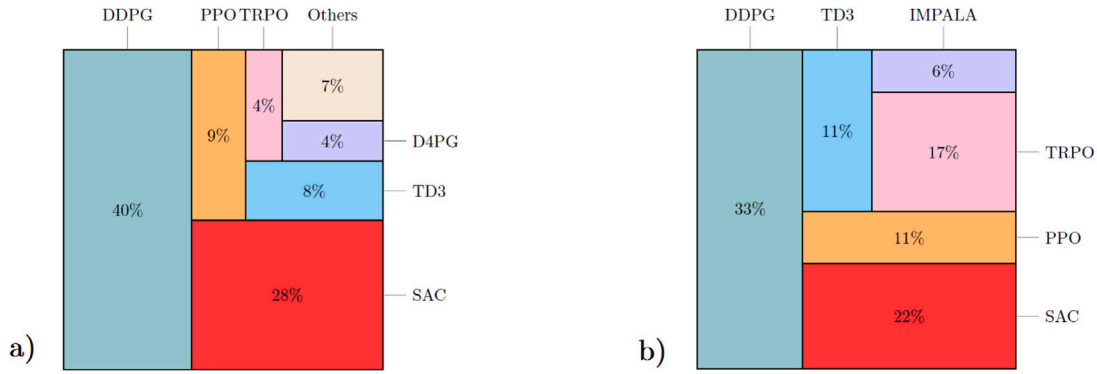 DDPG PPO TRPO Others
7%
4%
9%
4%
D4PG
8%
TD3
40%
28%
SAC
a)
DDPG TD3 IMPALA
6%
11%
17%
TRPO
33%
11%
PPO
22%
SAC
b)